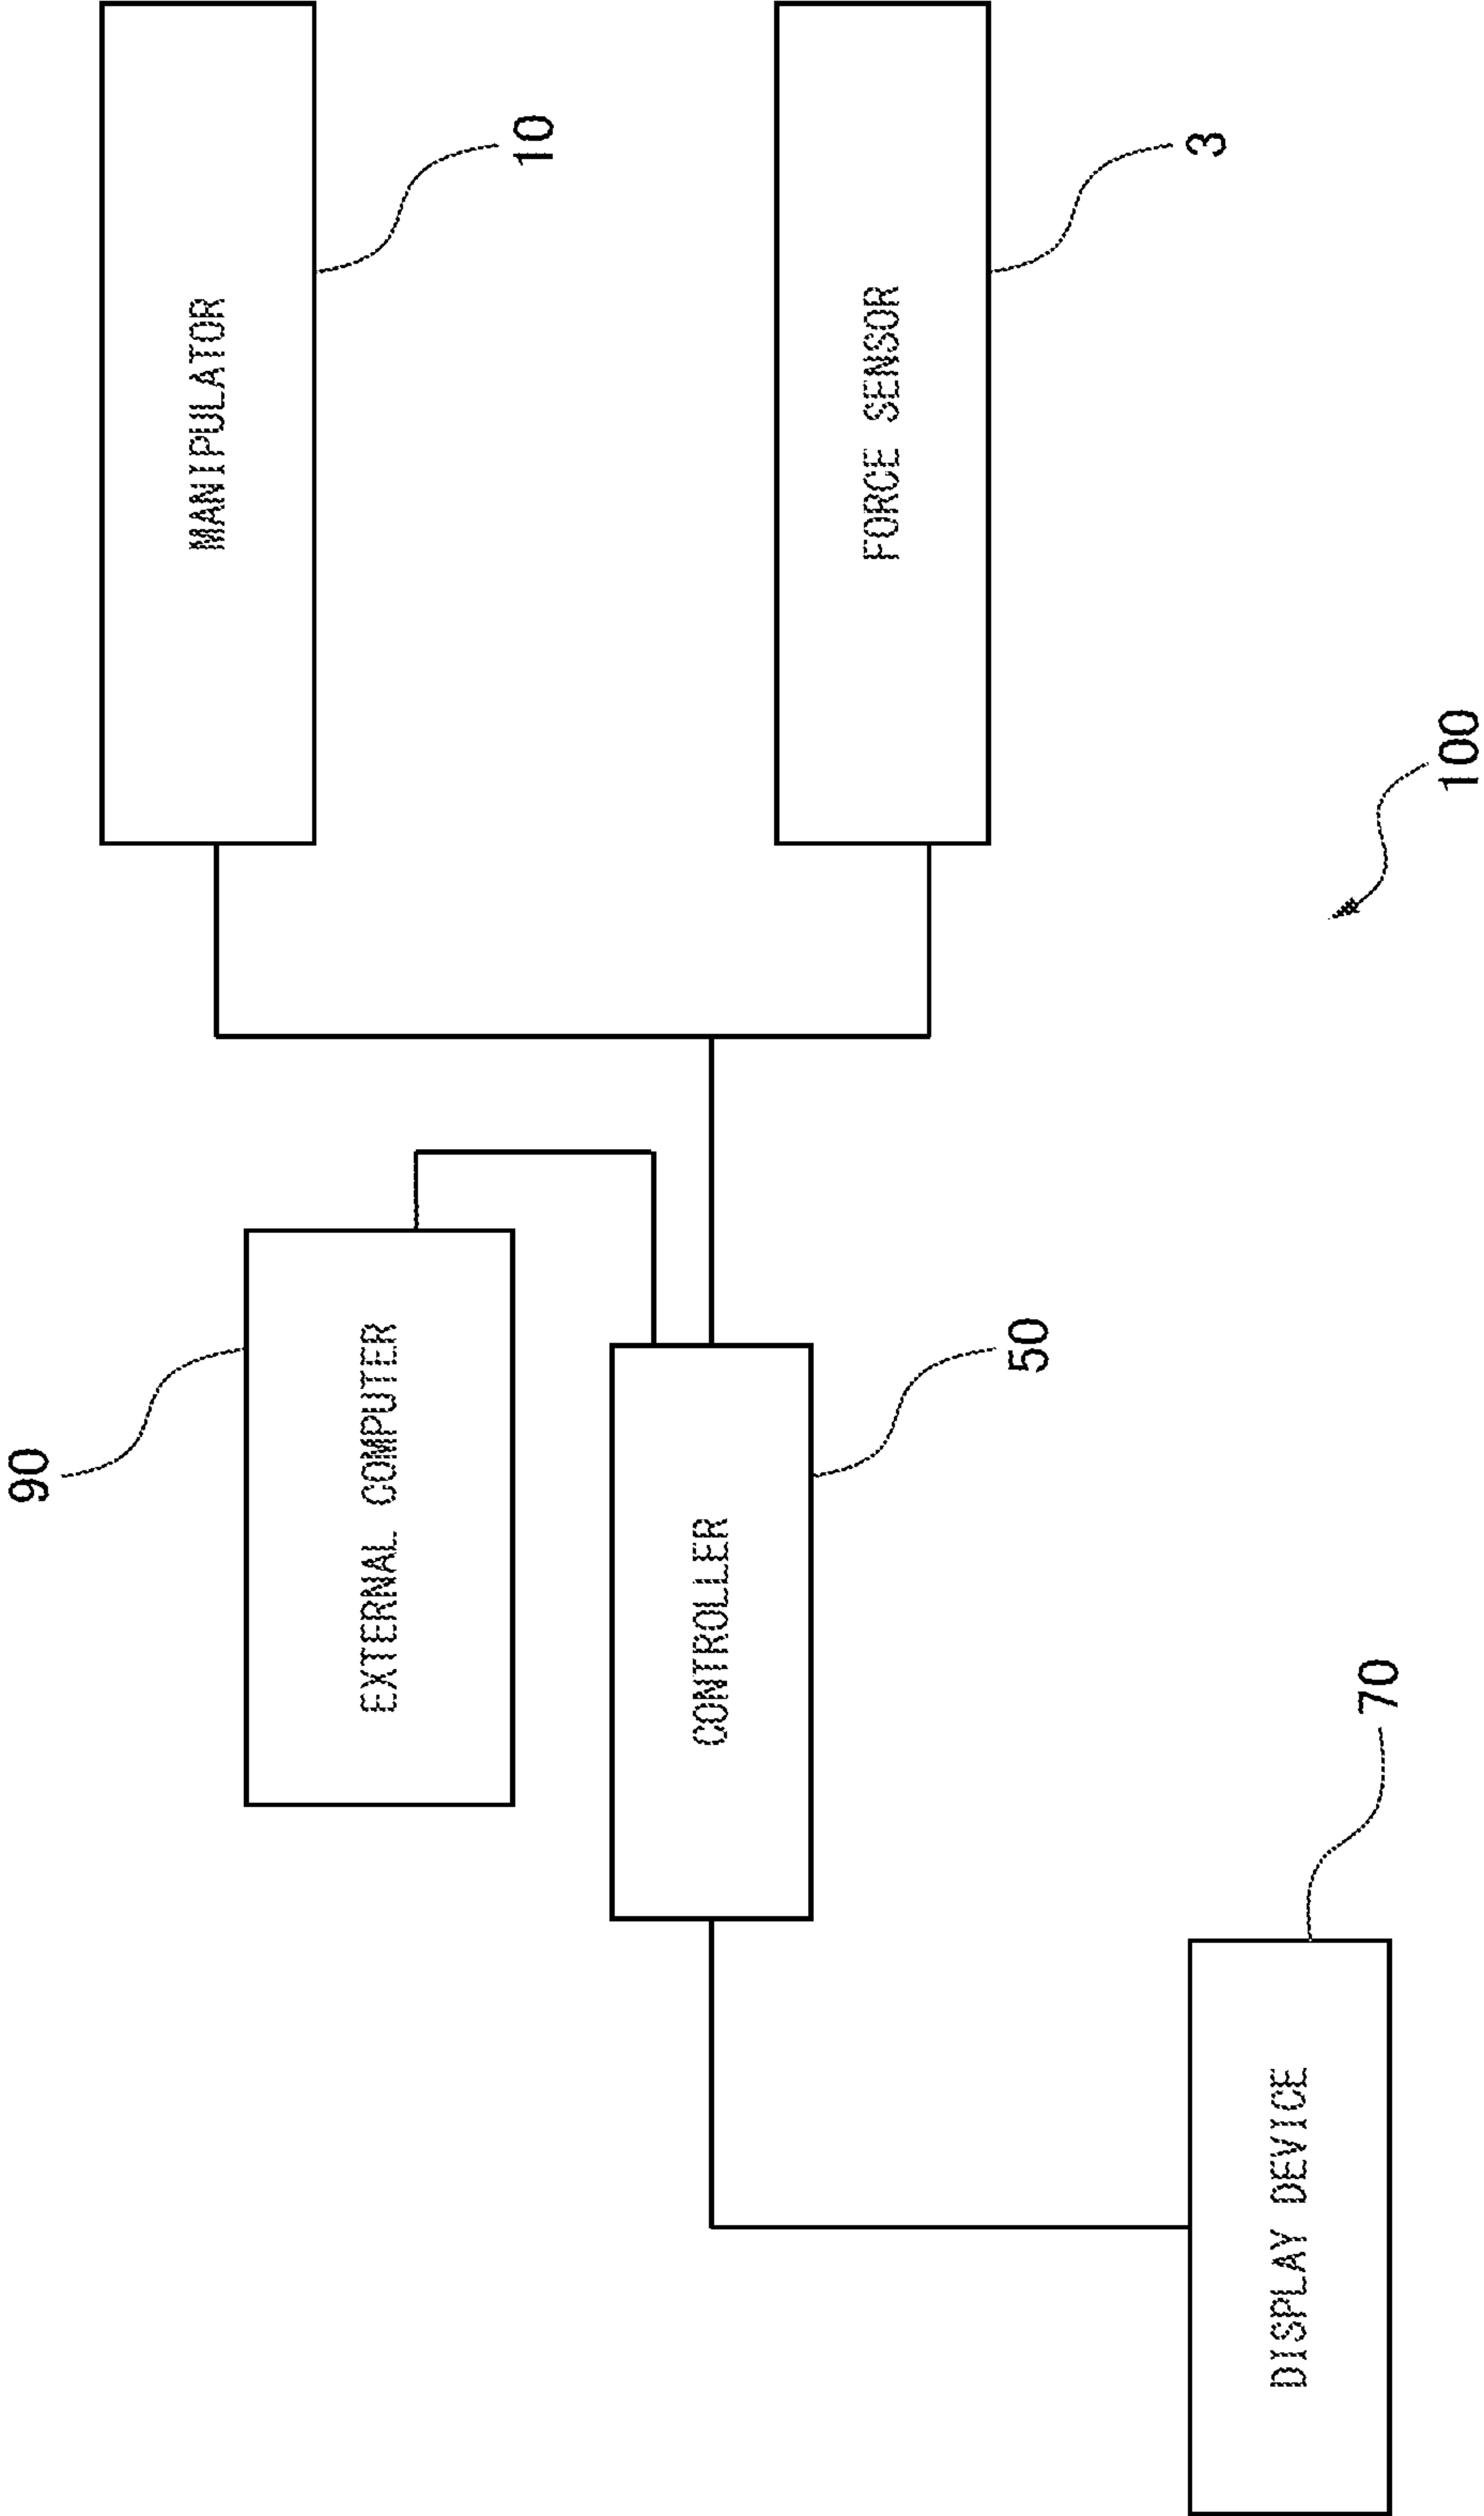 90
EXTERNAL COMPUTER
MANIPULATOR
10
CONTROLLER
50
FORCE SENSOR
3
DISPLAY DEVICE
70
100